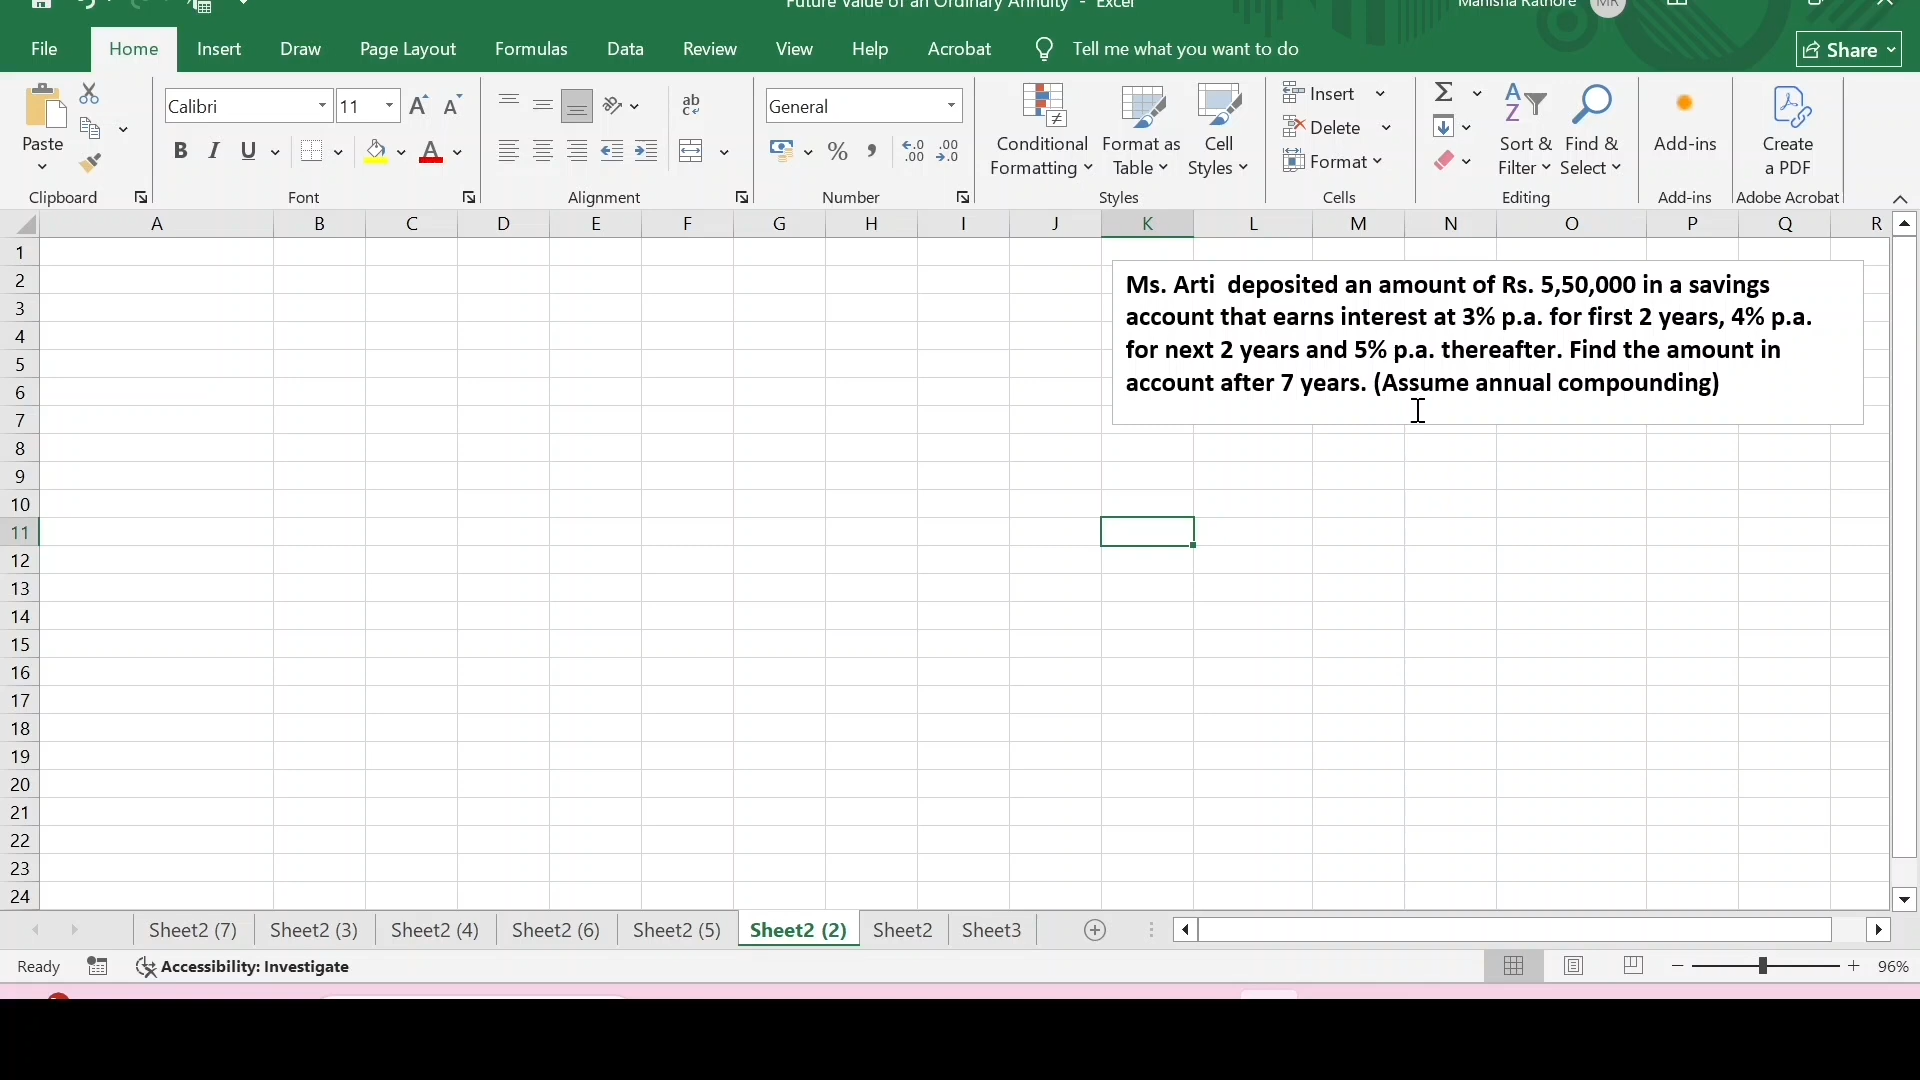 Future Value of an Ordinary Annuity - Excel
Manisha Rathore
MR
File Home Insert Draw Page Layout Formulas Data Review View Help Acrobat Tell me what you want to do Share
Paste
Clipboard
Calibri 11
B I U A
Font
ab
Alignment
General
% , .00 .00
Number
Conditional Formatting
Format as Table
Cell Styles
Styles
Insert
Delete
Format
Cells
Sort & Filter
Find & Select
Editing
Add-ins
Add-ins
Create a PDF
Adobe Acrobat
A B C D E F G H I J K L M N O P Q R
1
2
3
4
5
6
7
8
9
10
11
12
13
14
15
16
17
18
19
20
21
22
23
24
Ms. Arti deposited an amount of Rs. 5,50,000 in a savings
account that earns interest at 3% p.a. for first 2 years, 4% p.a.
for next 2 years and 5% p.a. thereafter. Find the amount in
account after 7 years. (Assume annual compounding)
Sheet2 (7) Sheet2 (3) Sheet2 (4) Sheet2 (6) Sheet2 (5) Sheet2 (2) Sheet2 Sheet3
Ready Accessibility: Investigate 96%